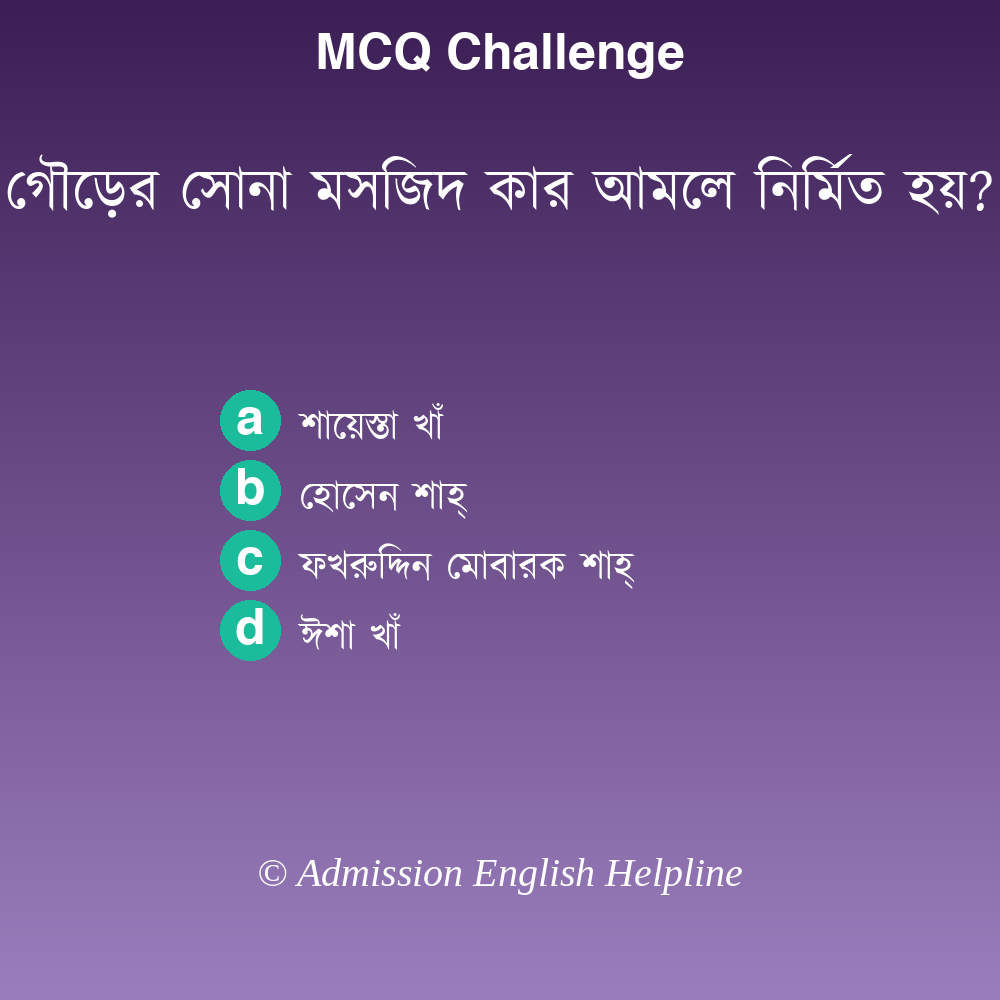 MCQ Challenge
গৌড়ের সোনা মসজিদ কার আমলে নির্মিত হয়?
a শায়েস্তা খাঁ
b হোসেন শাহ্
c ফখরুদ্দিন মোবারক শাহ্
d ঈশা খাঁ
© Admission English Helpline